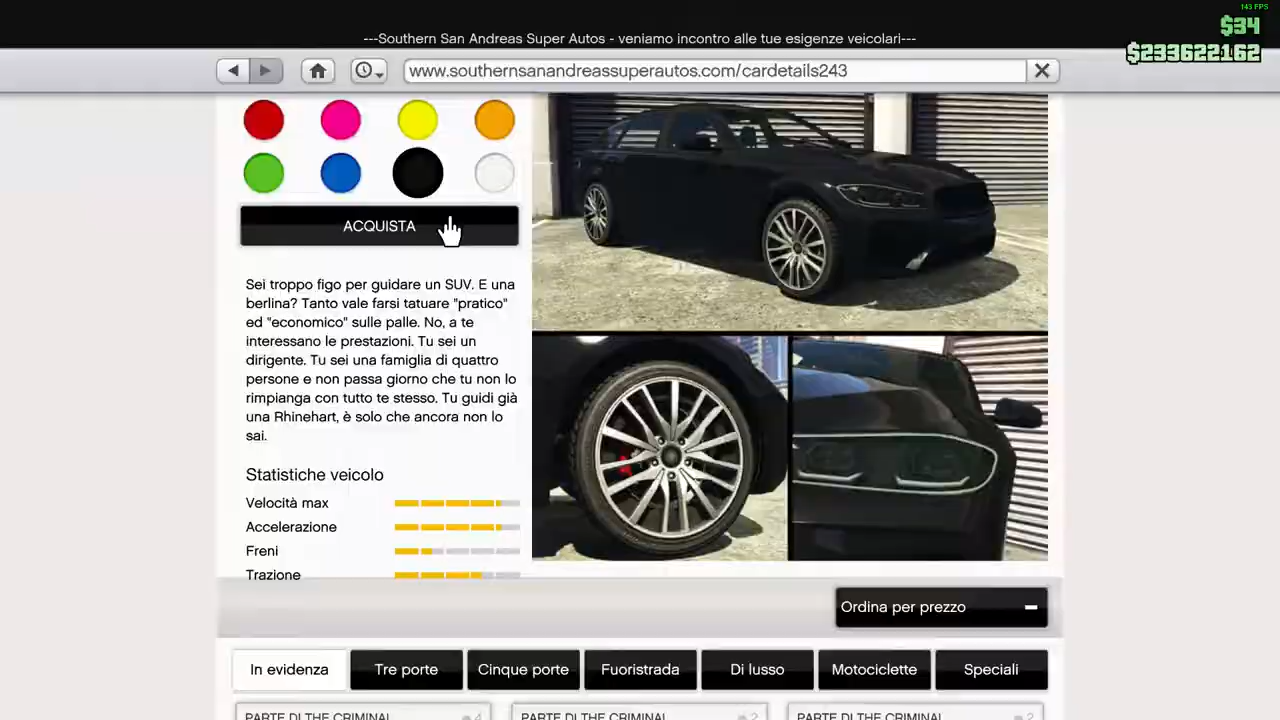 143 FPS
$34
---Southern San Andreas Super Autos - veniamo incontro alle tue esigenze veicolari---
$233622162
www.southernsanandreassuperautos.com/cardetails243
ACQUISTA
Sei troppo figo per guidare un SUV. E una
berlina? Tanto vale farsi tatuare "pratico"
ed "economico" sulle palle. No, a te
interessano le prestazioni. Tu sei un
dirigente. Tu sei una famiglia di quattro
persone e non passa giorno che tu non lo
rimpianga con tutto te stesso. Tu guidi già
una Rhinehart, è solo che ancora non lo
sai.
Statistiche veicolo
Velocità max
Accelerazione
Freni
Trazione
Ordina per prezzo
In evidenza
Tre porte
Cinque porte
Fuoristrada
Di lusso
Motociclette
Speciali
PARTE DI THE CRIMINAL
4
PARTE DI THE CRIMINAL
2
PARTE DI THE CRIMINAL
2